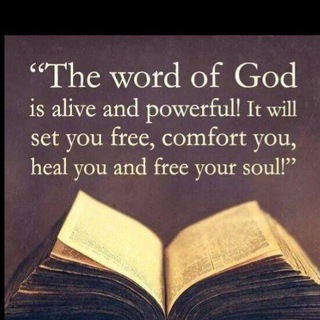 “The word of God
is alive and powerful! It will
set you free, comfort you,
heal you and free your soul!”